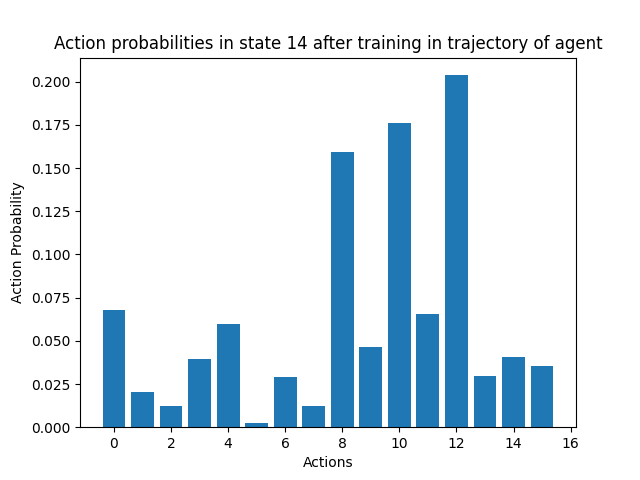 Action probabilities in state 14 after training in trajectory of agent
0.200
0.175
0.150
0.125
0.100
0.075
0.050
0.025
0.000
Action Probability
0 2 4 6 8 10 12 14 16
Actions